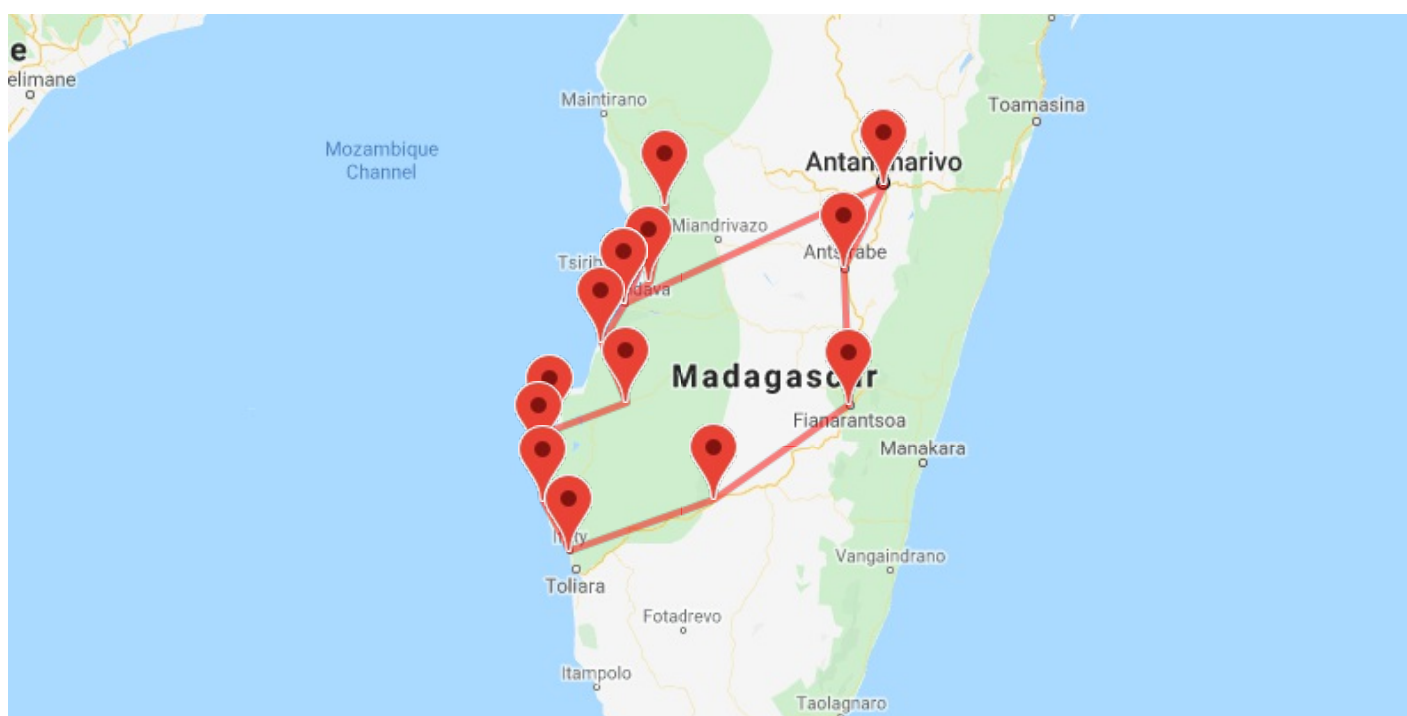 e
elimane
Maintirano
Toamasina
Mozambique
Channel
Miandrivazo
Madagascar
Fianarantsoa
Manakara
Vangaindrano
Toliara
Fotadrevo
Itampolo
Taolagnaro